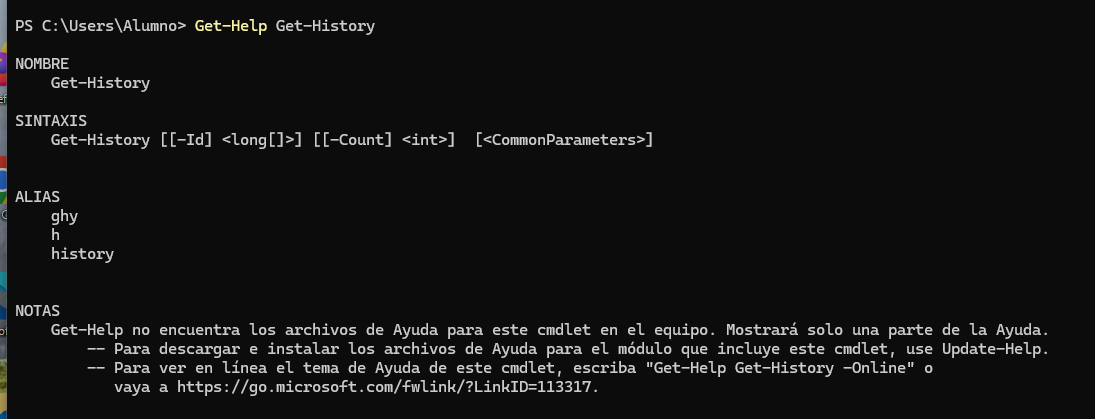 PS C:\Users\Alumno> Get-Help Get-History
NOMBRE
Get-History
SINTAXIS
Get-History [[-Id] <long[]>] [[-Count] <int>]  [<CommonParameters>]
ALIAS
ghy
h
history
NOTAS
Get-Help no encuentra los archivos de Ayuda para este cmdlet en el equipo. Mostrará solo una parte de la Ayuda.
-- Para descargar e instalar los archivos de Ayuda para el módulo que incluye este cmdlet, use Update-Help.
-- Para ver en línea el tema de Ayuda de este cmdlet, escriba "Get-Help Get-History -Online" o
vaya a https://go.microsoft.com/fwlink/?LinkID=113317.